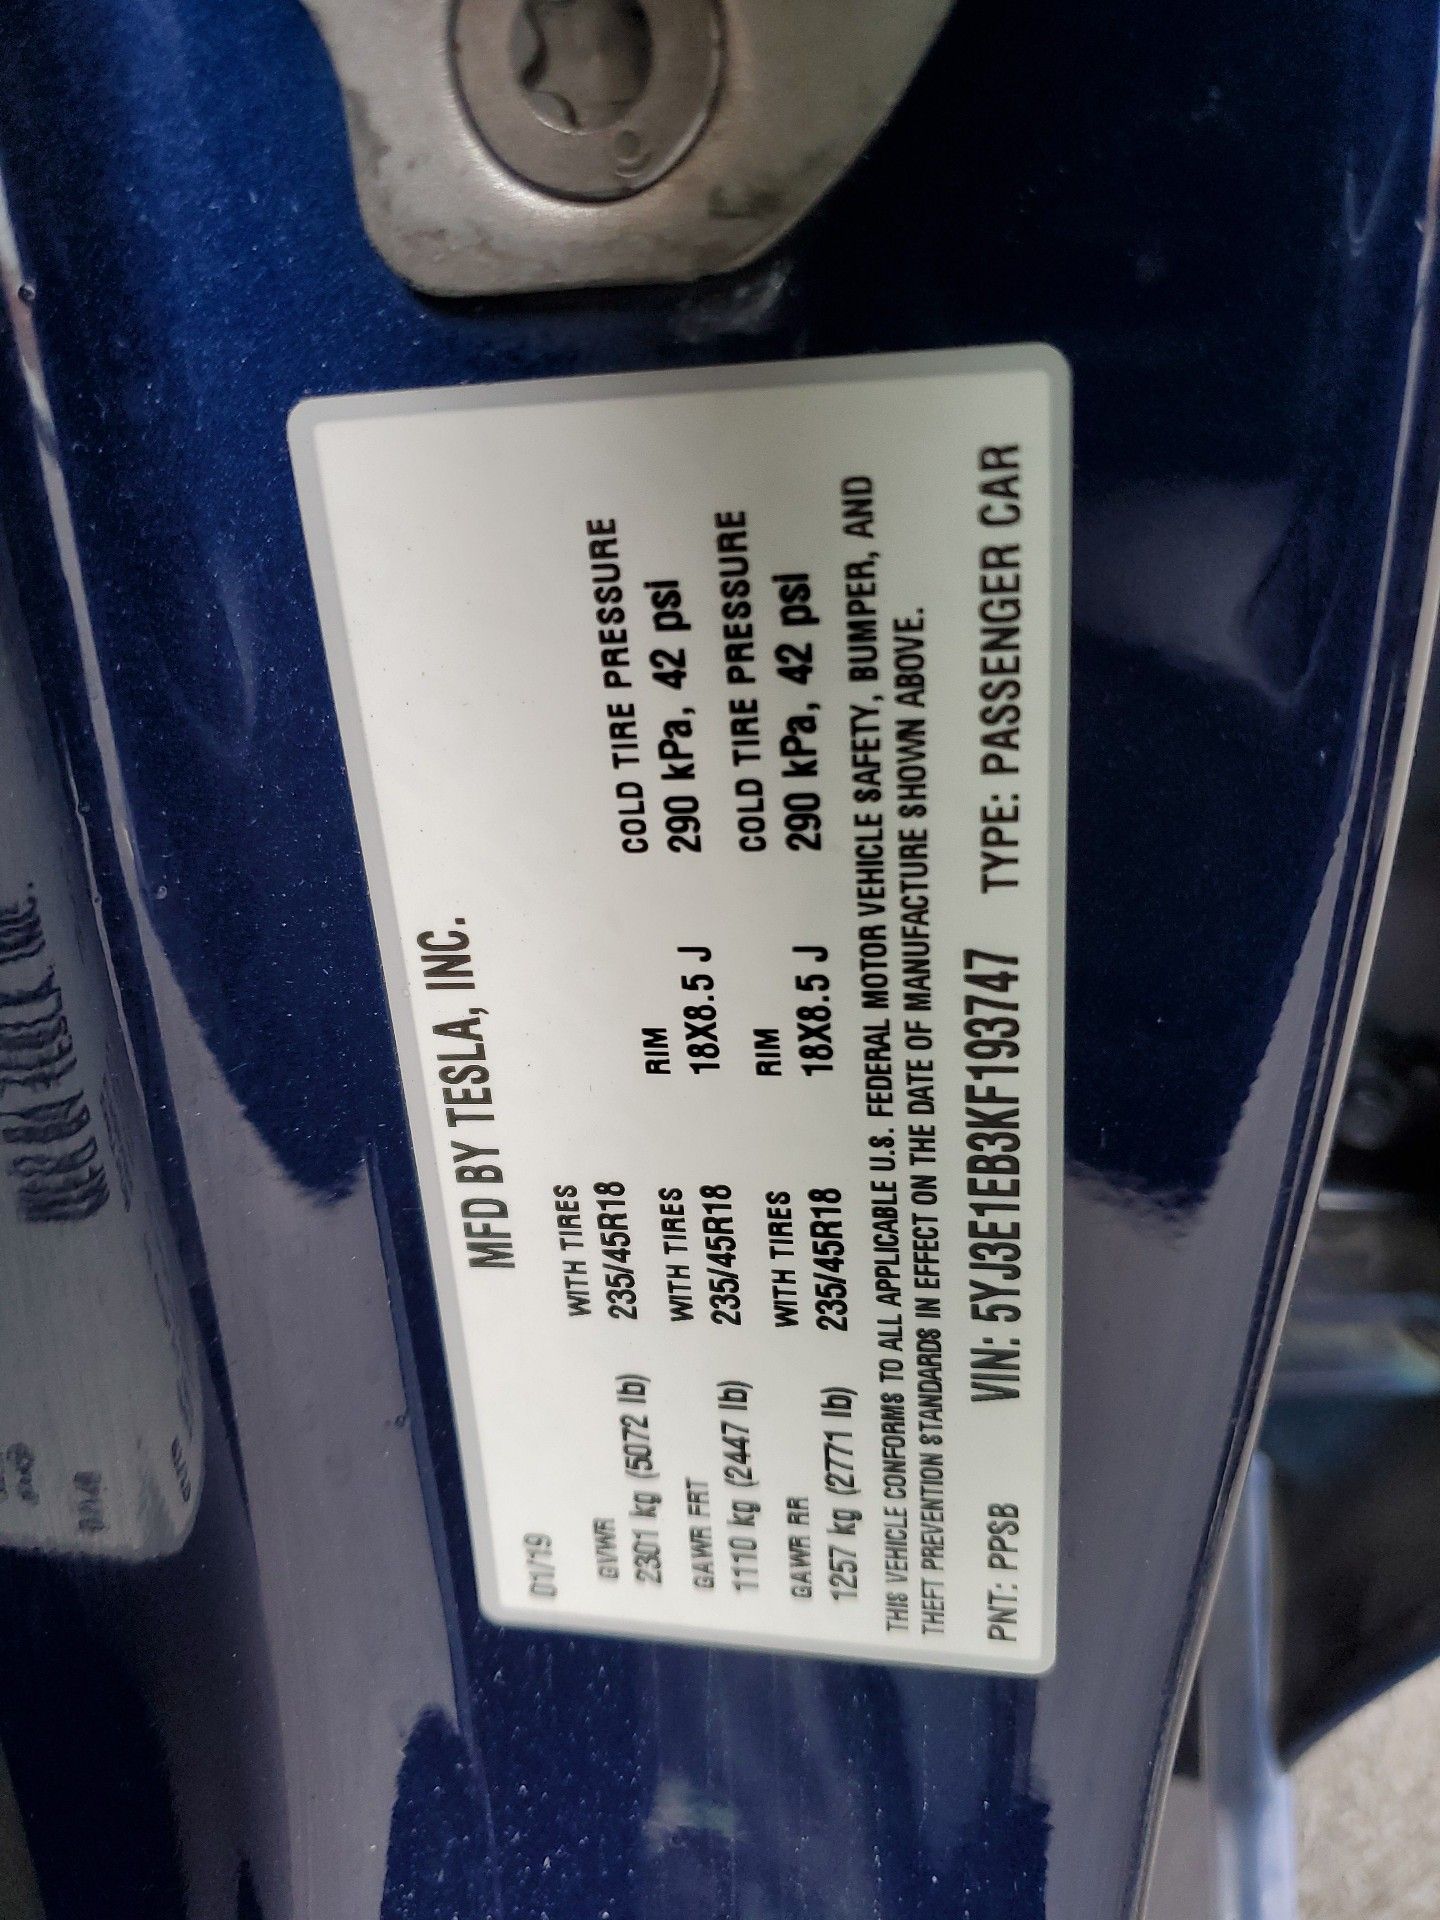 MFD BY TESLA, INC.
01/19
GVWR WITH TIRES
2301 kg (5072 lb) 235/45R18
GAWR FRT WITH TIRES RIM COLD TIRE PRESSURE
1110 kg (2447 lb) 235/45R18 18X8.5 J 290 kPa, 42 psi
GAWR RR WITH TIRES RIM COLD TIRE PRESSURE
1257 kg (2771 lb) 235/45R18 18X8.5 J 290 kPa, 42 psi
THIS VEHICLE CONFORMS TO ALL APPLICABLE U.S. FEDERAL MOTOR VEHICLE SAFETY, BUMPER, AND
THEFT PREVENTION STANDARDS IN EFFECT ON THE DATE OF MANUFACTURE SHOWN ABOVE.
PNT: PPSB VIN: 5YJ3E1EB3KF193747 TYPE: PASSENGER CAR